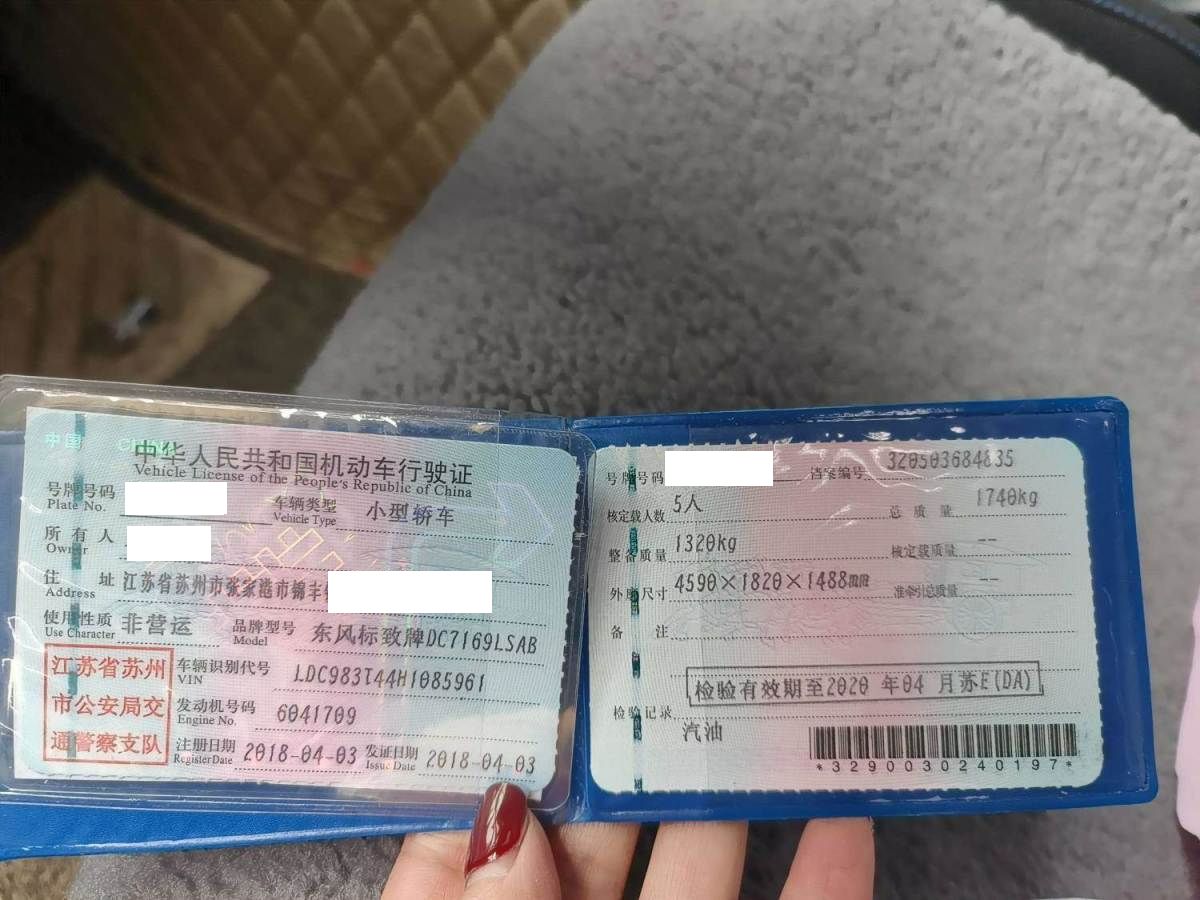 中国 CHINA
中华人民共和国机动车行驶证
Vehicle License of the People's Republic of China
号牌号码
Plate No.
车辆类型 小型轿车
Vehicle Type
所有人
Owner
住址 江苏省苏州市张家港市锦丰
Address
使用性质 非营运
Use Character
品牌型号 东风标致牌DC7169LSAB
Model
江苏省苏州
市公安局交
通警察支队
车辆识别代号 LDC983T44H1085961
VIN
发动机号码 6041709
Engine No.
注册日期 2018-04-03
Register Date
发证日期 2018-04-03
Issue Date
号牌号码
档案编号 320503684835
核定载人数 5人
总质量 1740kg
整备质量 1320kg
核定载质量 --
外廓尺寸 4590×1820×1488mm
准牵引总质量 --
备注
检验有效期至2020 年04 月苏E(DA)
检验记录
汽油
*3290030240197*